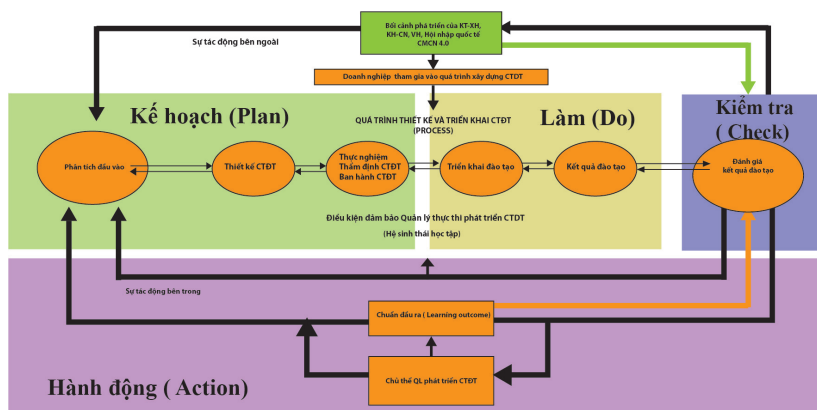 Bối cảnh phá triển của KT-XH,
KH-CN, VH, Hội nhập quốc tế
CMCN 4.0
Sự tác động bên ngoài
Doanh nghiệp tham gia vào quá trình xây dựng CTDT
Kế hoạch (Plan)
QUÁ TRÌNH THIẾT KẾ VÀ TRIỂN KHAI CTĐT
(PROCESS)
Làm (Do)
Kiểm tra
( Check)
Phân tích đầu vào
Thiết kế CTĐT
Thực nghiệm
Thẩm định CTĐT
Ban hành CTĐT
Triển khai đào tạo
Kết quả đào tạo
Đánh giá
kết quả đào tạo
Điều kiện đảm bảo Quản lý thực thi phát triển CTDT
(Hệ sinh thái học tập)
Sự tác động bên trong
Chuẩn đầu ra ( Learning outcome)
Chủ thể QL phát triển CTĐT
Hành động ( Action)